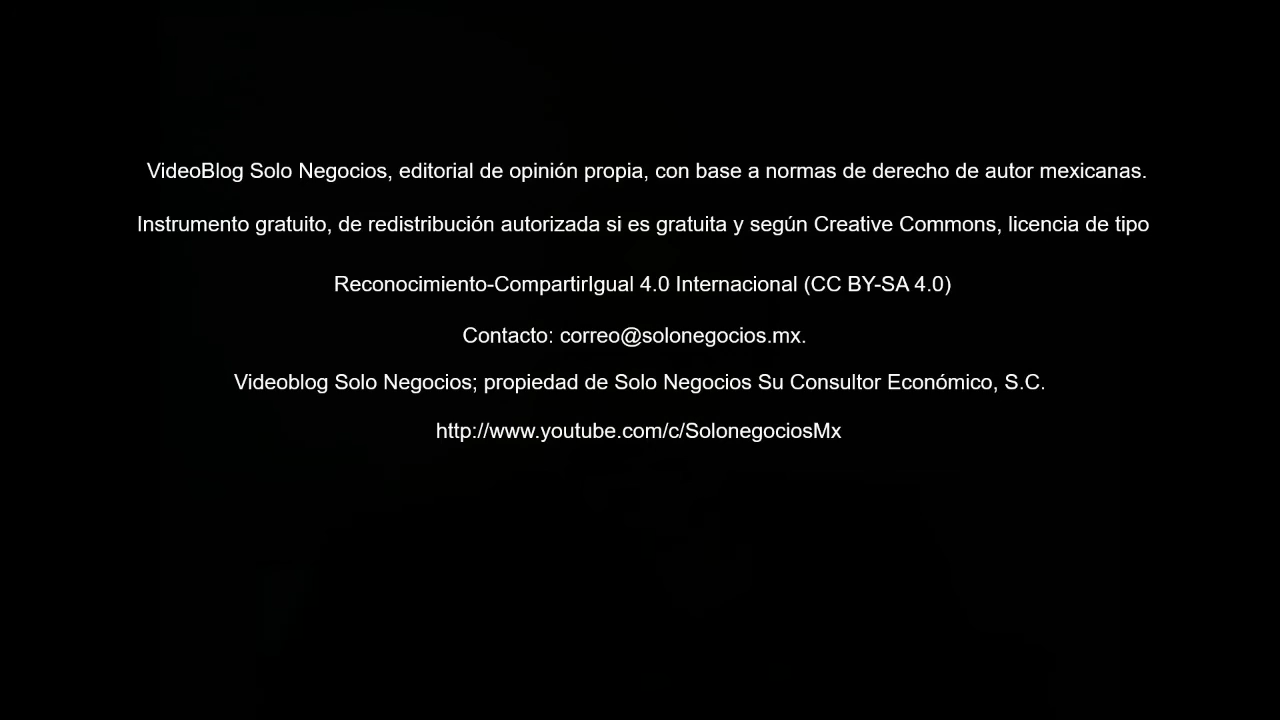 VideoBlog Solo Negocios, editorial de opinión propia, con base a normas de derecho de autor mexicanas.
Instrumento gratuito, de redistribución autorizada si es gratuita y según Creative Commons, licencia de tipo
Reconocimiento-CompartirIgual 4.0 Internacional (CC BY-SA 4.0)
Contacto: correo@solonegocios.mx.
Videoblog Solo Negocios; propiedad de Solo Negocios Su Consultor Económico, S.C.
http://www.youtube.com/c/SolonegociosMx